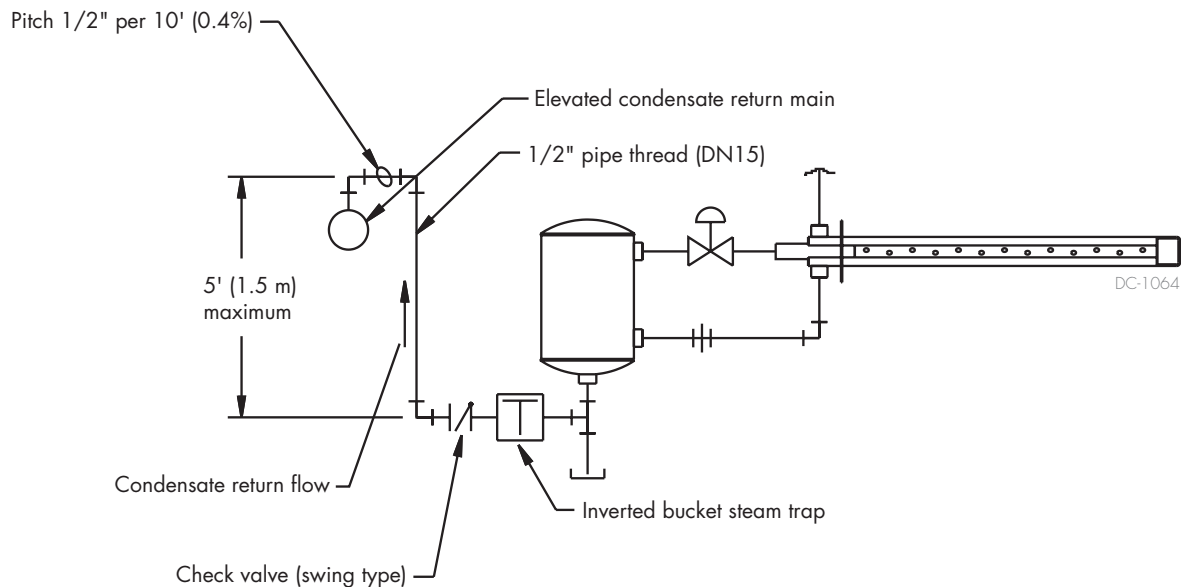 Pitch 1/2" per 10' (0.4%)
Elevated condensate return main
1/2" pipe thread (DN15)
5' (1.5 m)
maximum
DC-1064
Condensate return flow
Inverted bucket steam trap
Check valve (swing type)